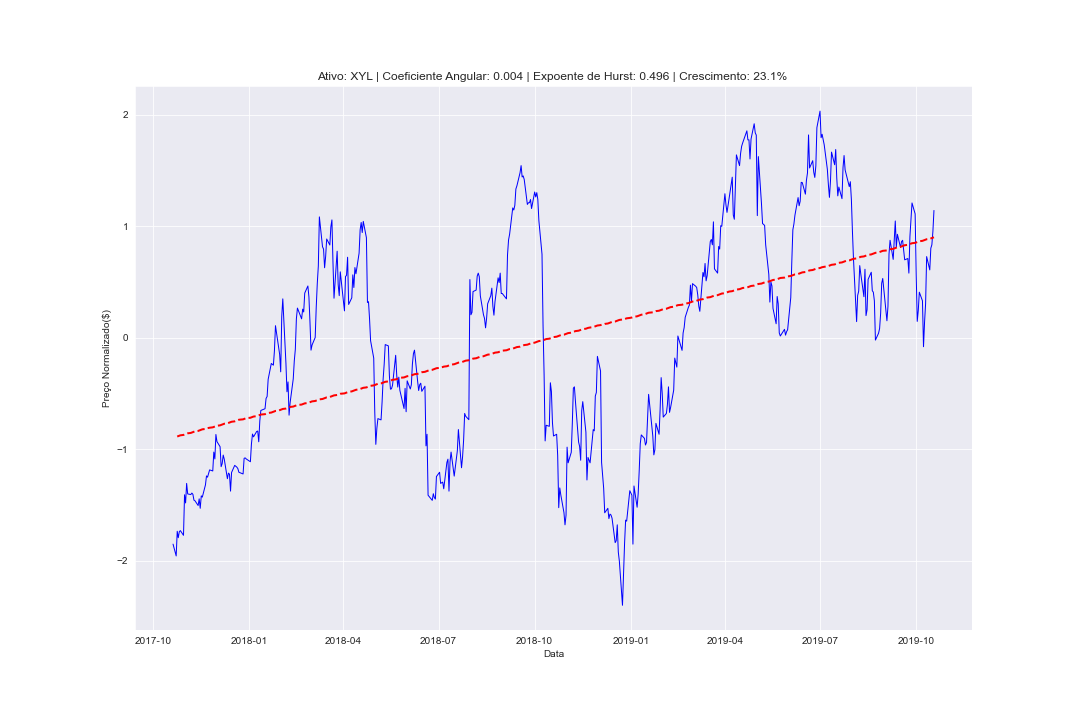 Ativo: XYL | Coeficiente Angular: 0.004 | Expoente de Hurst: 0.496 | Crescimento: 23.1%
Preço Normalizado($)
2
1
0
−1
−2
2017-10 2018-01 2018-04 2018-07 2018-10 2019-01 2019-04 2019-07 2019-10
Data